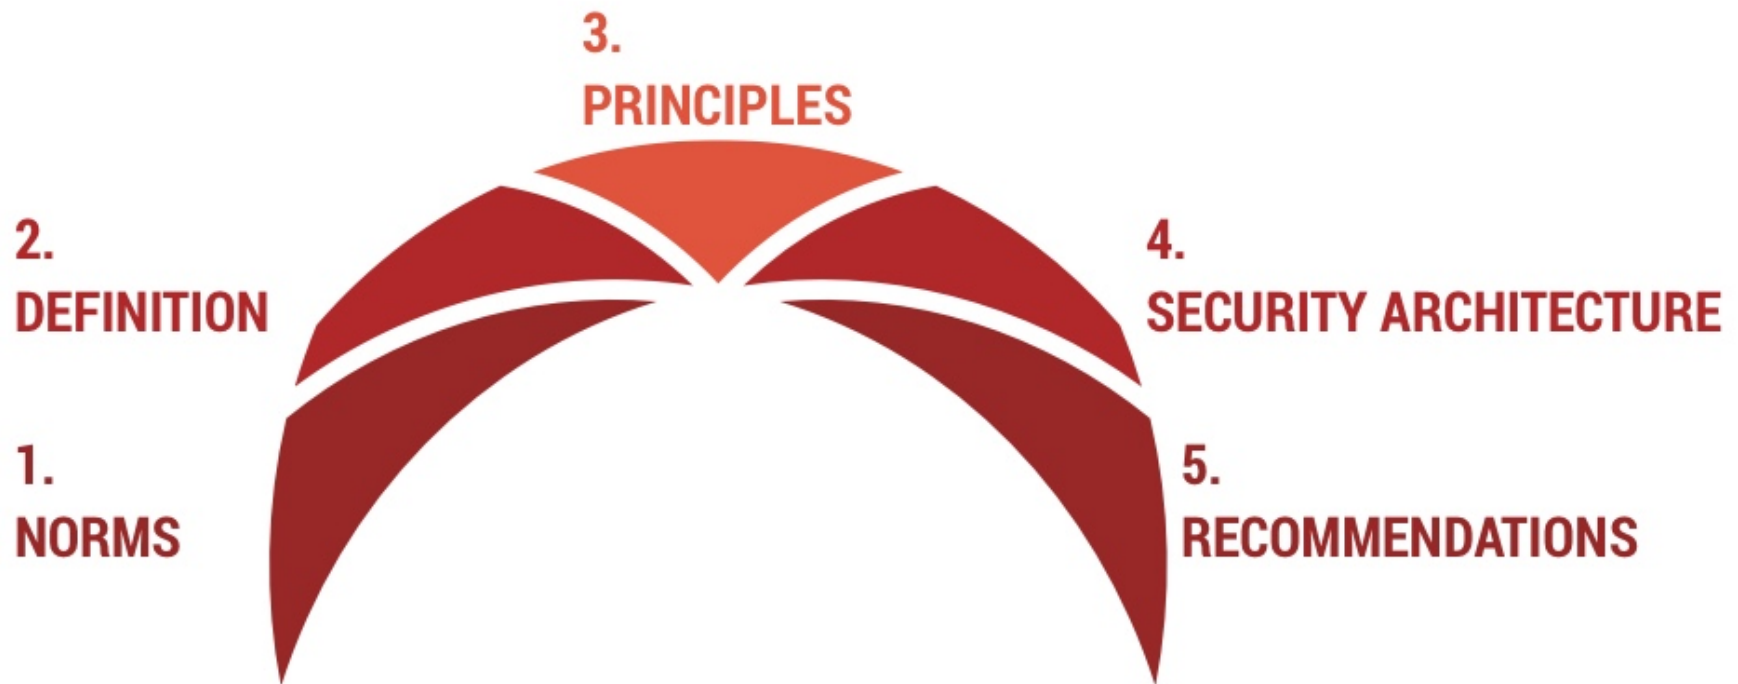 1.
NORMS
2.
DEFINITION
3.
PRINCIPLES
4.
SECURITY ARCHITECTURE
5.
RECOMMENDATIONS